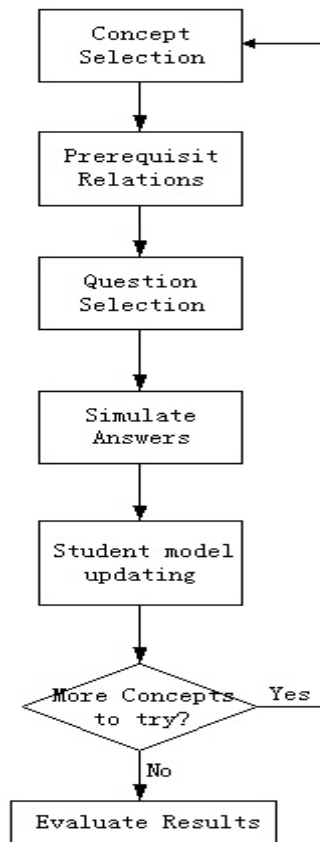 Concept
Selection
Prerequisit
Relations
Question
Selection
Simulate
Answers
Student model
updating
More Concepts
to try?
Yes
No
Evaluate Results